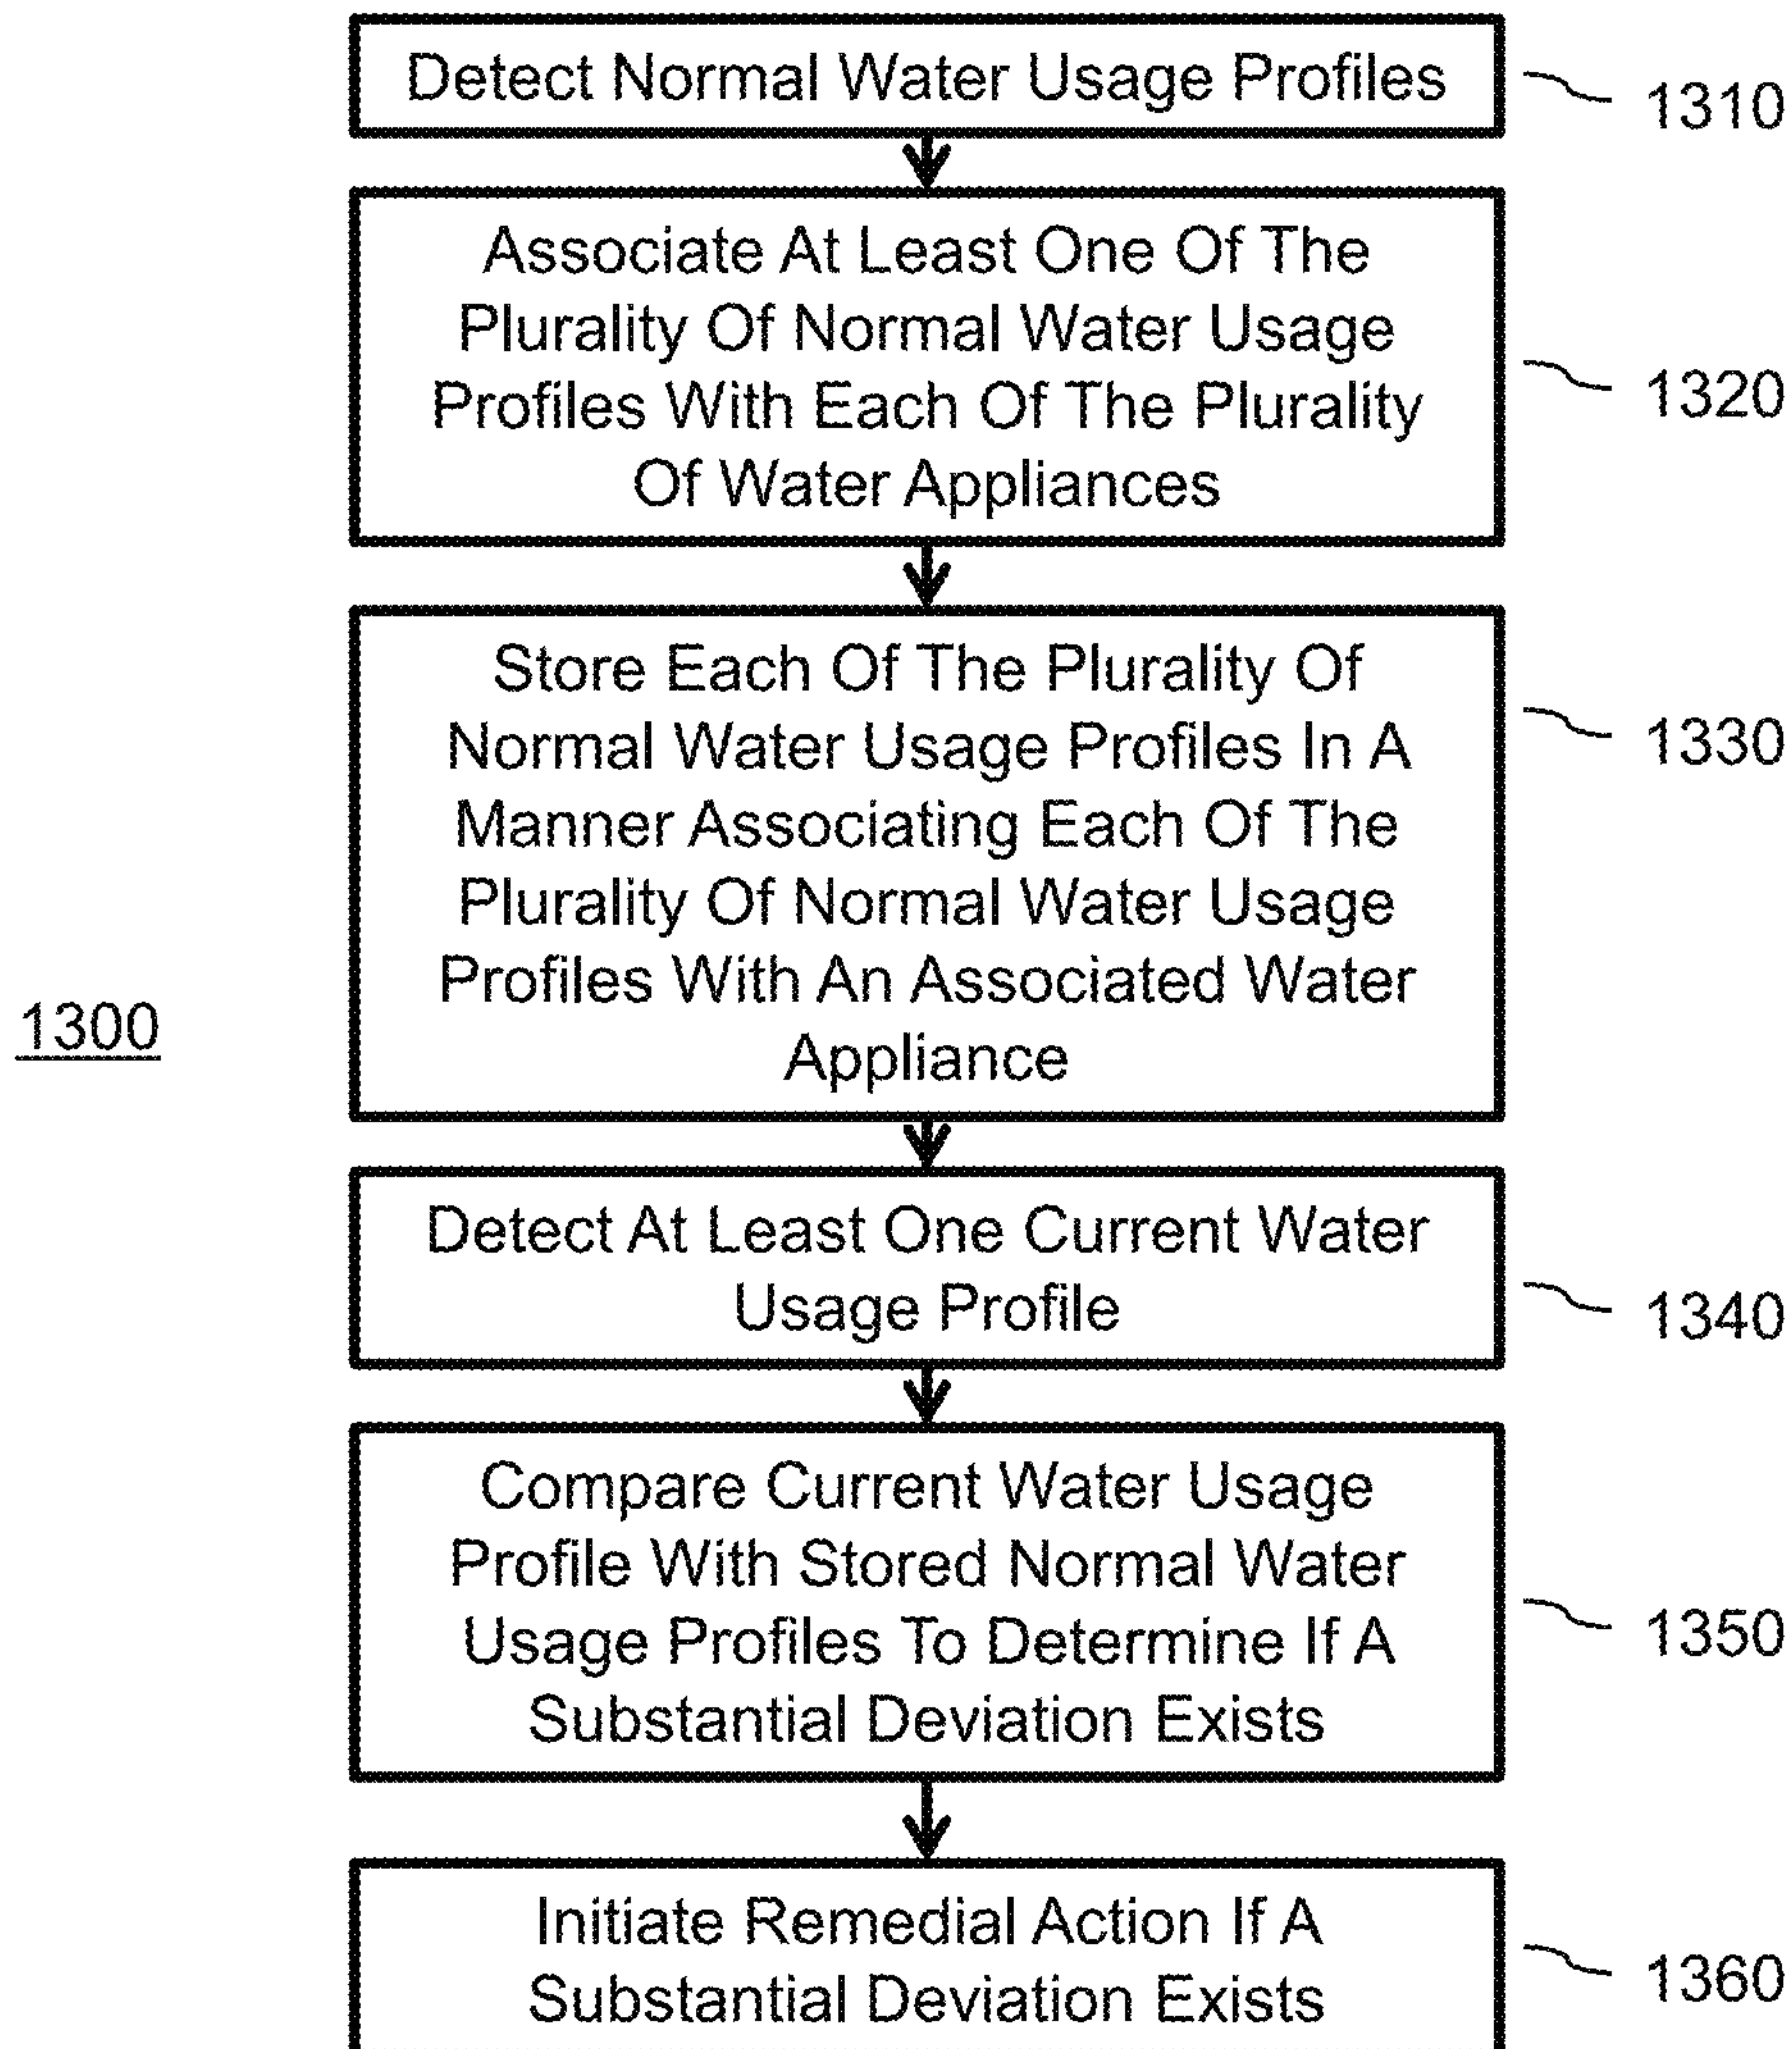 Detect Normal Water Usage Profiles
1310
Associate At Least One Of The
Plurality Of Normal Water Usage
Profiles With Each Of The Plurality
Of Water Appliances
1320
Store Each Of The Plurality Of
Normal Water Usage Profiles In A
Manner Associating Each Of The
Plurality Of Normal Water Usage
Profiles With An Associated Water
Appliance
1330
1300
Detect At Least One Current Water
Usage Profile
1340
Compare Current Water Usage
Profile With Stored Normal Water
Usage Profiles To Determine If A
Substantial Deviation Exists
1350
Initiate Remedial Action If A
Substantial Deviation Exists
1360